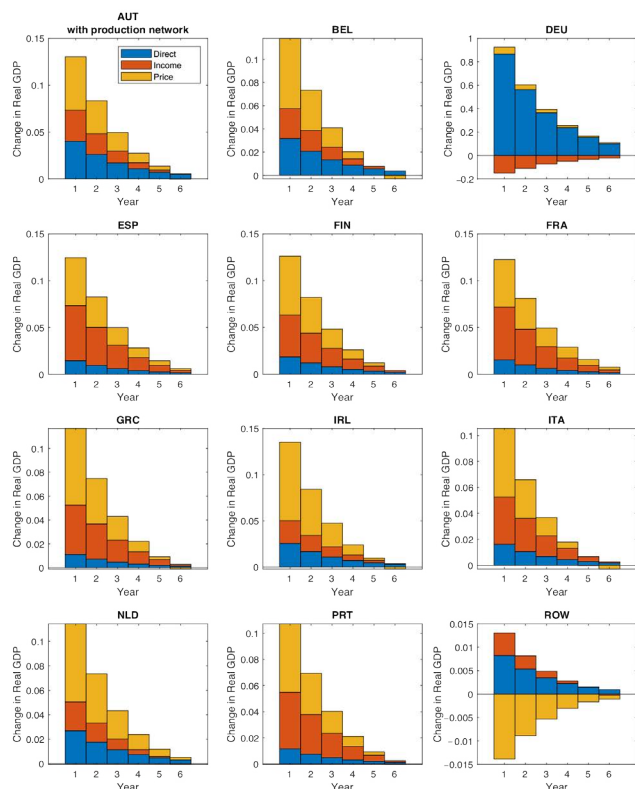 AUT
with production network
Direct
Income
Price
0.15
0.1
0.05
0
Change in Real GDP
1 2 3 4 5 6
Year
BEL
0.1
0.08
0.06
0.04
0.02
0
Change in Real GDP
1 2 3 4 5 6
Year
DEU
1
0.8
0.6
0.4
0.2
0
-0.2
Change in Real GDP
1 2 3 4 5 6
Year
ESP
0.15
0.1
0.05
0
Change in Real GDP
1 2 3 4 5 6
Year
FIN
0.15
0.1
0.05
0
Change in Real GDP
1 2 3 4 5 6
Year
FRA
0.15
0.1
0.05
0
Change in Real GDP
1 2 3 4 5 6
Year
GRC
0.1
0.08
0.06
0.04
0.02
0
Change in Real GDP
1 2 3 4 5 6
Year
IRL
0.15
0.1
0.05
0
Change in Real GDP
1 2 3 4 5 6
Year
ITA
0.1
0.08
0.06
0.04
0.02
0
Change in Real GDP
1 2 3 4 5 6
Year
NLD
0.1
0.08
0.06
0.04
0.02
0
Change in Real GDP
1 2 3 4 5 6
Year
PRT
0.1
0.08
0.06
0.04
0.02
0
Change in Real GDP
1 2 3 4 5 6
Year
ROW
0.015
0.01
0.005
0
-0.005
-0.01
-0.015
Change in Real GDP
1 2 3 4 5 6
Year